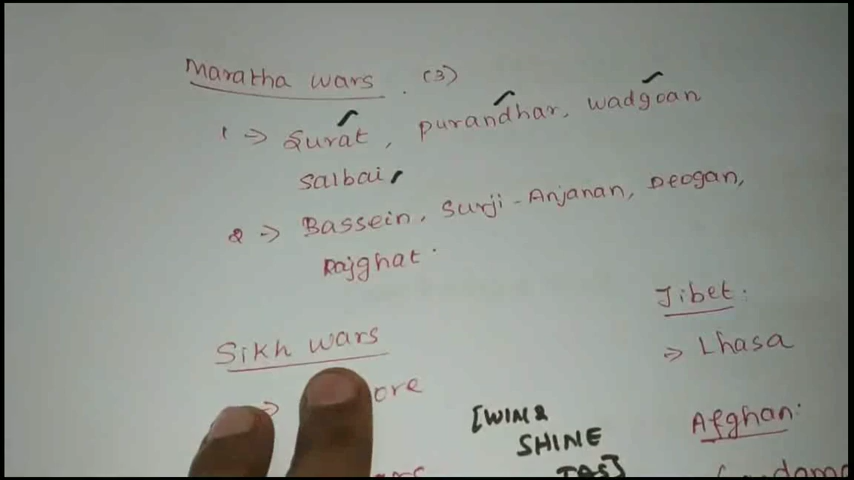 Maratha wars. (3)
1 → Surat, purandhar, wadgoan
salbai,
2 → Bassein, Surji-Anjanan, Deogan,
Rajghat.
Tibet:
⇒ Lhasa
Sikh wars
ore
[WIN &
SHINE
IAS]
Afghan: